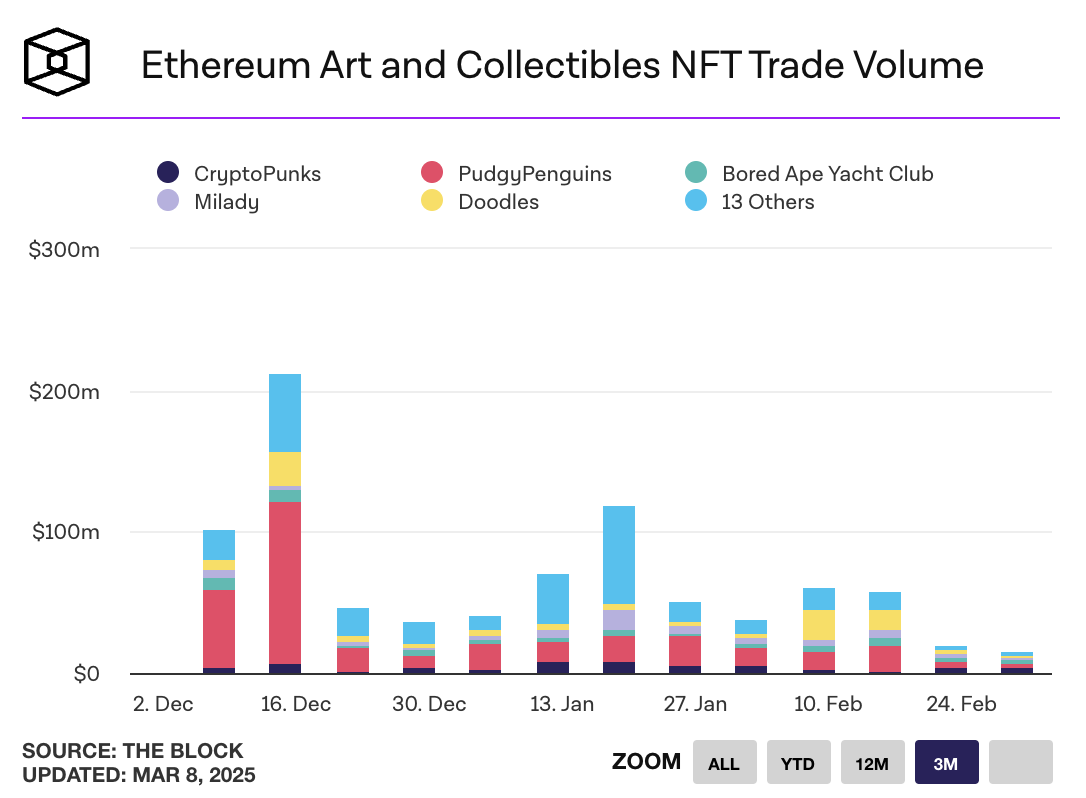 Ethereum Art and Collectibles NFT Trade Volume
CryptoPunks PudgyPenguins Bored Ape Yacht Club
Milady Doodles 13 Others
$300m
$200m
$100m
$0
2. Dec 16. Dec 30. Dec 13. Jan 27. Jan 10. Feb 24. Feb
SOURCE: THE BLOCK
UPDATED: MAR 8, 2025
ZOOM ALL YTD 12M 3M